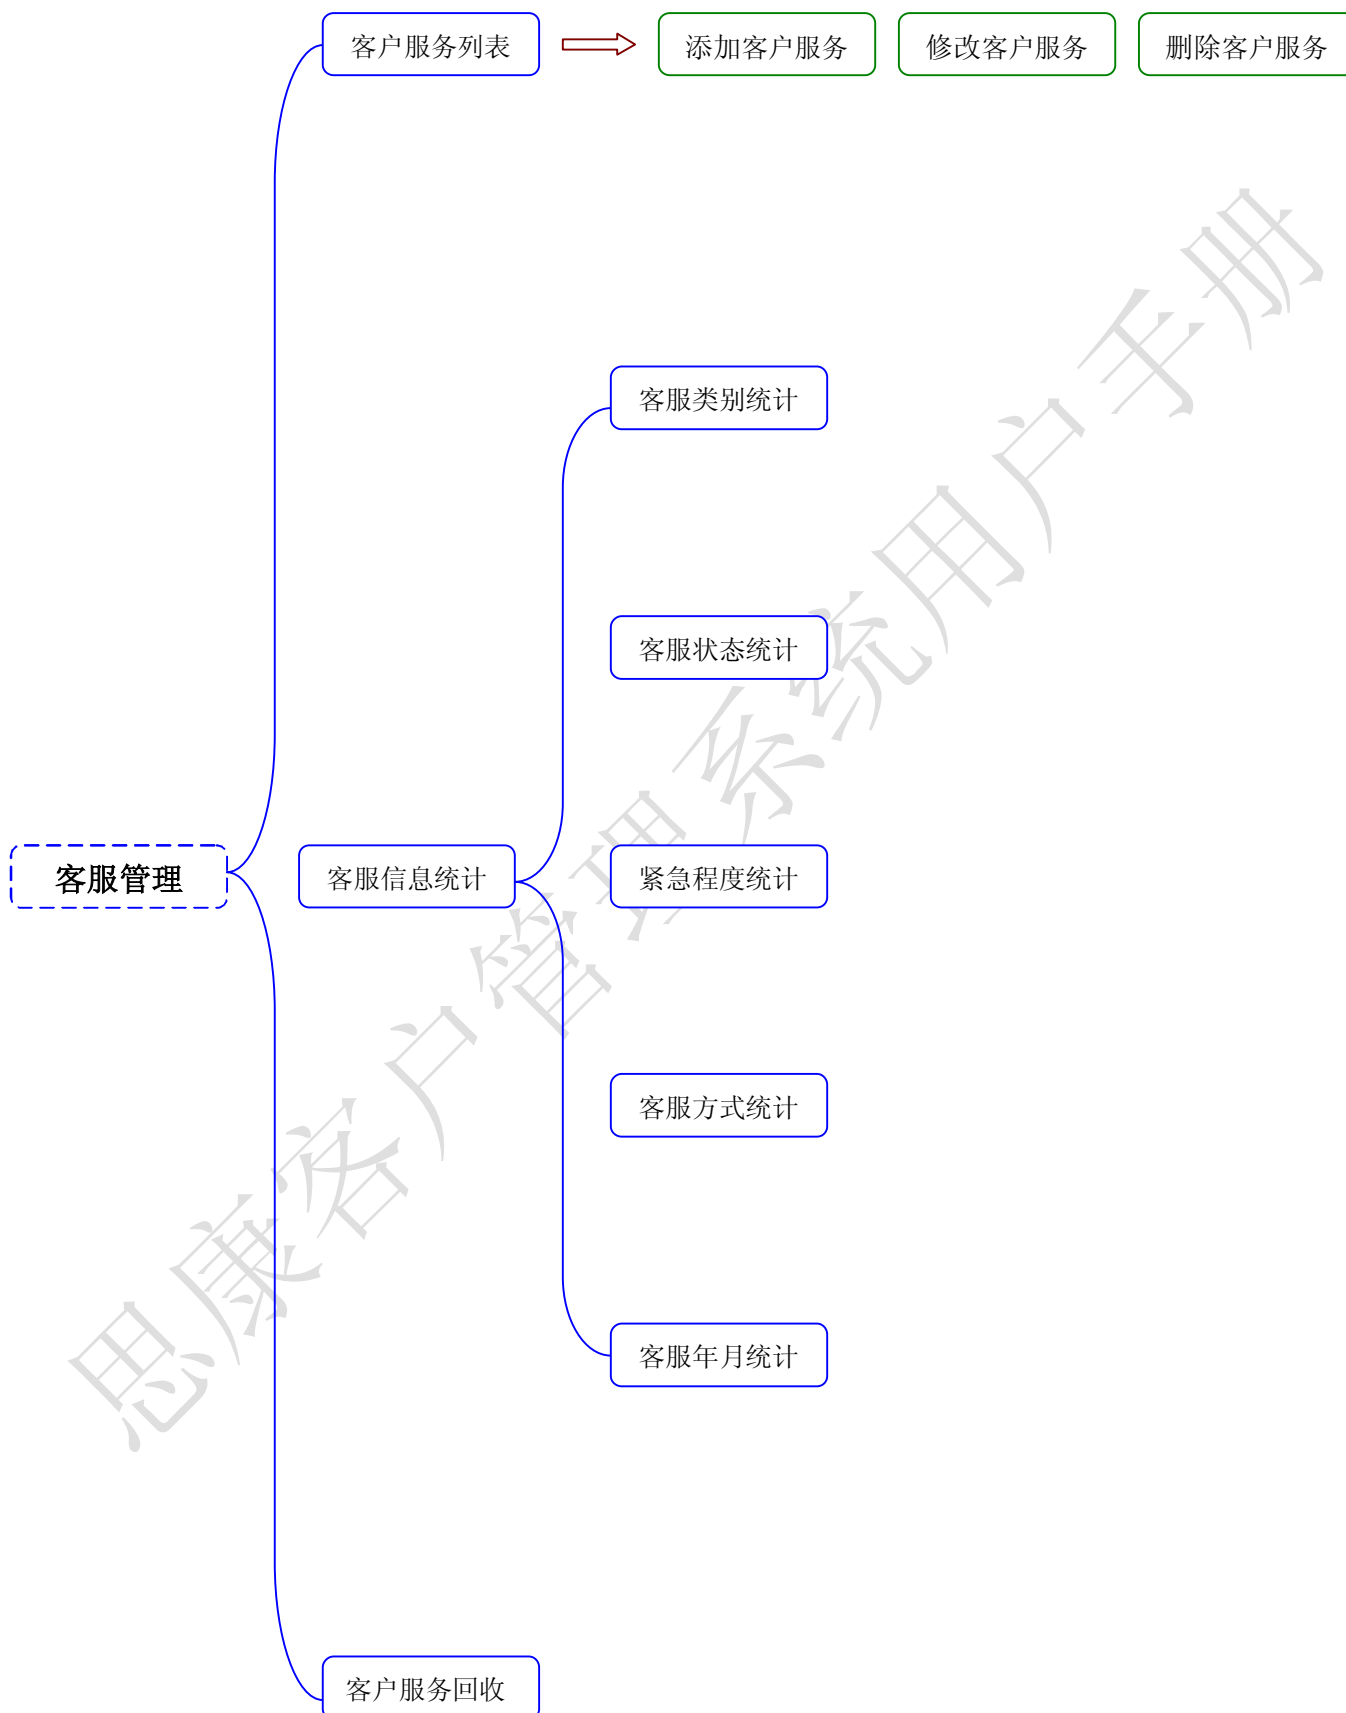 客户服务列表
添加客户服务
修改客户服务
删除客户服务
客服类别统计
客服状态统计
客服管理
客服信息统计
紧急程度统计
客服方式统计
客服年月统计
客户服务回收
思康客户管理系统用户手册